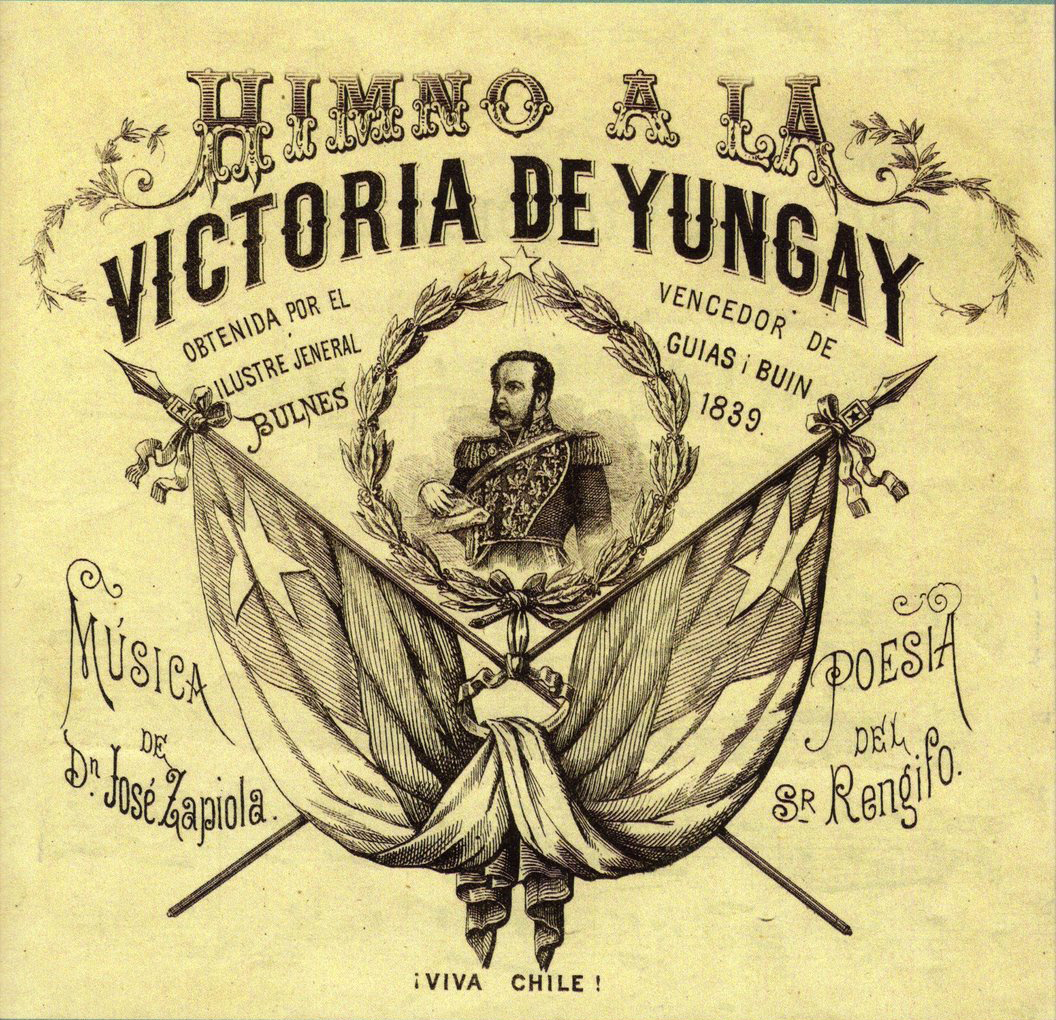 HIMNO A LA
VICTORIA DE YUNGAY
OBTENIDA POR EL
ILUSTRE JENERAL
BULNES
VENCEDOR DE
GUIAS i BUIN
1839.
MÚSICA
DE
Dn. José Zapiola.
POESIA
DEL
SR Rengifo.
¡VIVA CHILE!